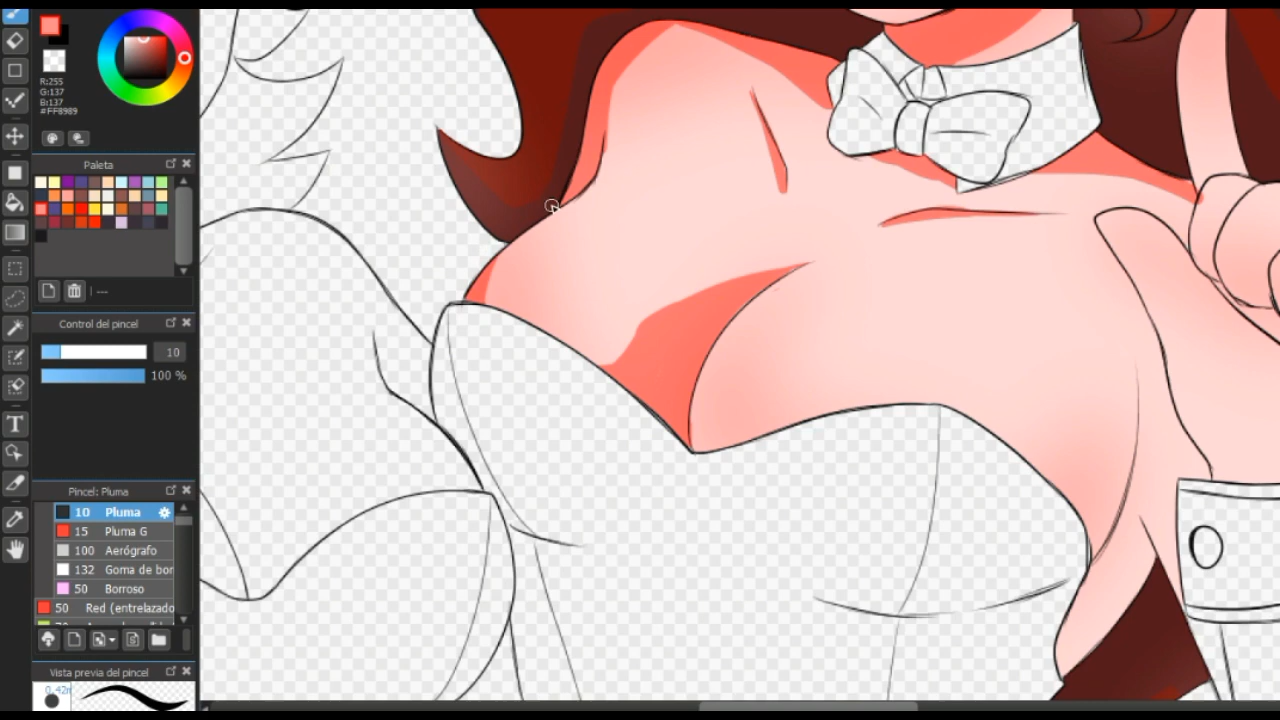 R:255
G:137
B:137
#FF8989
Paleta
---
Control del pincel
10
100 %
Pincel: Pluma
10 Pluma
15 Pluma G
100 Aerógrafo
132 Goma de bor
50 Borroso
50 Red (entrelazado
Vista previa del pincel
T